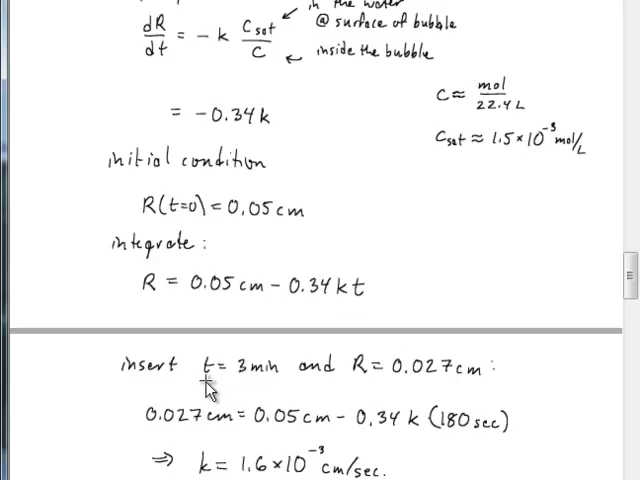 in the water
dR/dt = -k Csat/C @ surface of bubble
inside the bubble
C ≈ mol/22.4 L
= -0.34 k
Csat ≈ 1.5×10⁻³ mol/L
initial condition
R(t=0) = 0.05 cm
integrate:
R = 0.05 cm - 0.34 k t
insert t = 3 min and R = 0.027 cm:
0.027 cm = 0.05 cm - 0.34 k (180 sec)
⇒ k = 1.6×10⁻³ cm/sec.